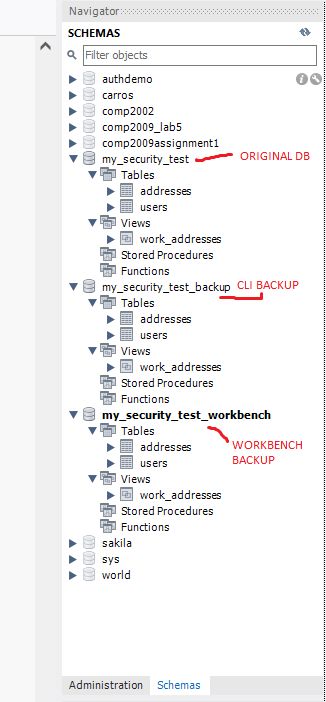 Navigator
SCHEMAS
Filter objects
authdemo
carros
comp2002
comp2009_lab5
comp2009assignment1
my_security_test ORIGINAL DB
Tables
addresses
users
Views
work_addresses
Stored Procedures
Functions
my_security_test_backup CLI BACKUP
Tables
addresses
users
Views
work_addresses
Stored Procedures
Functions
my_security_test_workbench
Tables
addresses
WORKBENCH
BACKUP
users
Views
work_addresses
Stored Procedures
Functions
sakila
sys
world
Administration Schemas